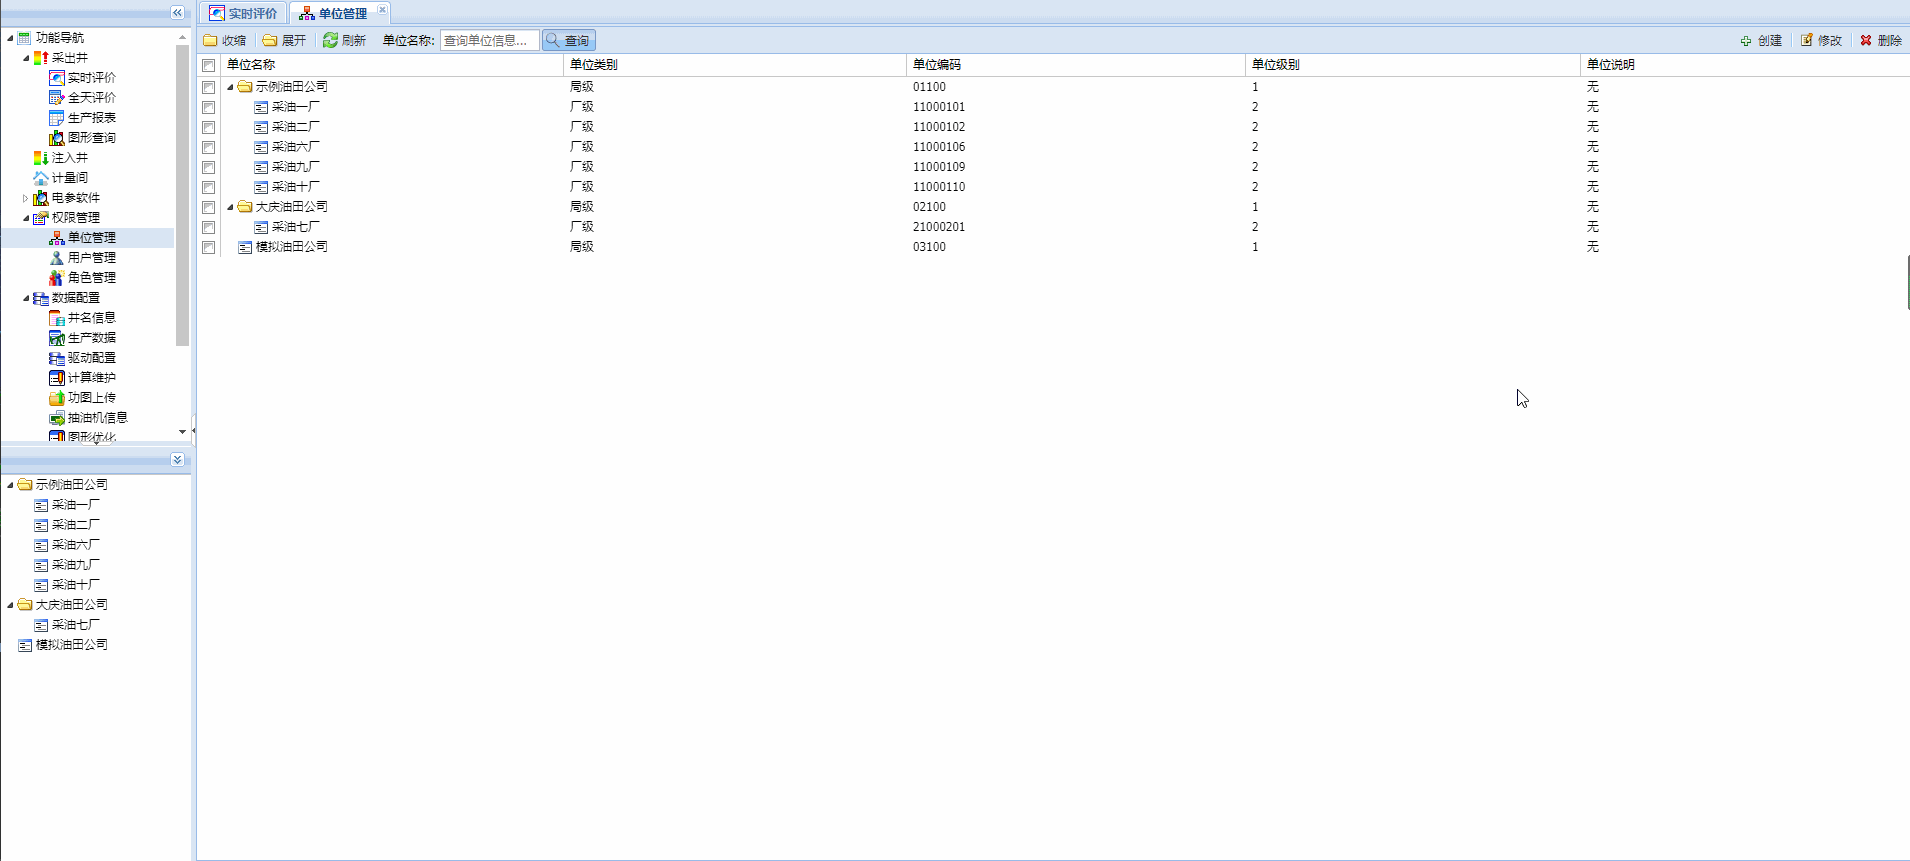 实时评价 单位管理
收缩 展开 刷新 单位名称: 查询单位信息... 查询 创建 修改 删除
功能导航
采出井
实时评价
全天评价
生产报表
图形查询
注入井
计量间
电参软件
权限管理
单位管理
用户管理
角色管理
数据配置
井名信息
生产数据
驱动配置
计算维护
功图上传
抽油机信息
图形优化
示例油田公司
采油一厂
采油二厂
采油六厂
采油九厂
采油十厂
大庆油田公司
采油七厂
模拟油田公司
单位名称 单位类别 单位编码 单位级别 单位说明
示例油田公司 局级 01100 1 无
采油一厂 厂级 11000101 2 无
采油二厂 厂级 11000102 2 无
采油六厂 厂级 11000106 2 无
采油九厂 厂级 11000109 2 无
采油十厂 厂级 11000110 2 无
大庆油田公司 局级 02100 1 无
采油七厂 厂级 21000201 2 无
模拟油田公司 局级 03100 1 无